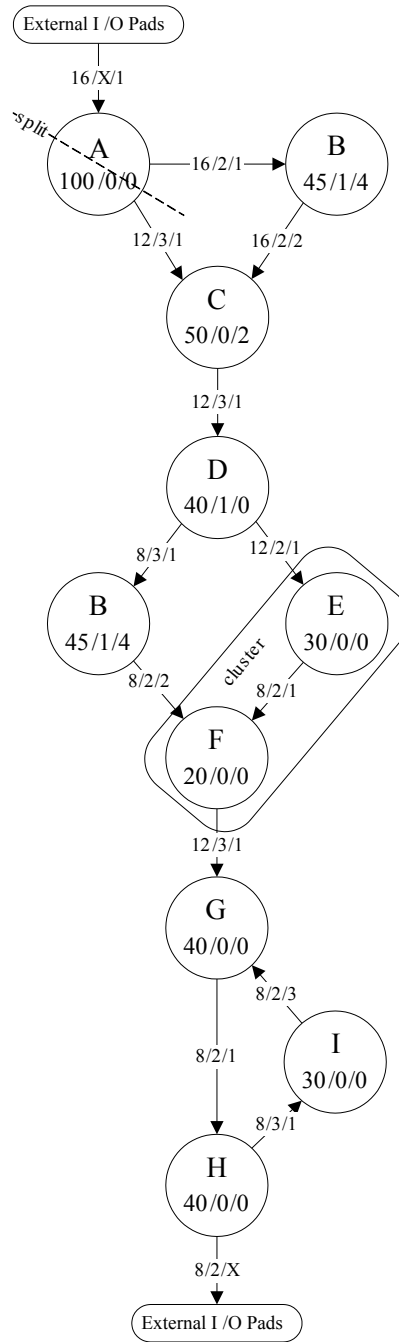 External I /O Pads
16/X/1
split
A
100/0/0
16/2/1
B
45/1/4
12/3/1
16/2/2
C
50/0/2
12/3/1
D
40/1/0
8/3/1
12/2/1
B
45/1/4
E
30/0/0
cluster
8/2/2
8/2/1
F
20/0/0
12/3/1
G
40/0/0
8/2/3
8/2/1
I
30/0/0
8/3/1
H
40/0/0
8/2/X
External I /O Pads